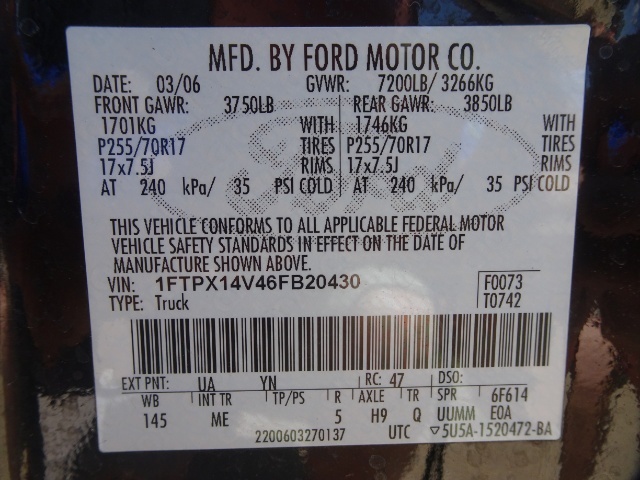 MFD. BY FORD MOTOR CO.
DATE: 03/06 GVWR: 7200LB/ 3266KG
FRONT GAWR: 3750LB REAR GAWR: 3850LB
1701KG WITH 1746KG WITH
P255/70R17 TIRES P255/70R17 TIRES
17x7.5J RIMS 17x7.5J RIMS
AT 240 kPa/ 35 PSI COLD AT 240 kPa/ 35 PSI COLD
THIS VEHICLE CONFORMS TO ALL APPLICABLE FEDERAL MOTOR
VEHICLE SAFETY STANDARDS IN EFFECT ON THE DATE OF
MANUFACTURE SHOWN ABOVE.
VIN: 1FTPX14V46FB20430 F0073
TYPE: Truck T0742
EXT PNT: UA YN RC: 47 DSO:
WB INT TR TP/PS R AXLE TR SPR 6F614
145 ME 5 H9 Q UUMM E0A
2200603270137 UTC ▽5U5A-1520472-BA